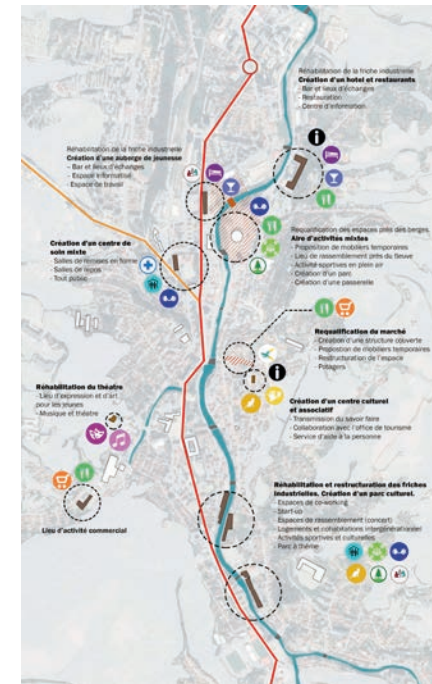 Réhabilitation de la friche industrielle
Création d'un hotel et restaurants
- Bar et lieux d'échanges
- Restauration
- Centre d'information
Réhabilitation de la friche industrielle
Création d'une auberge de jeunesse
- Bar et lieux d'échanges
- Espace informatise
- Espace de travail
Requalification des espaces près des berges.
Aire d'activités mixtes
- Proposition de mobiliers temporaires
- Lieu de rassemblement près du fleuve
- Activité sportives en plein air
- Création d'un parc
- Création d'une passerelle
Création d'un centre de
soin mixte
- Salles de remises en forme
- Salles de repos
- Tout public
Requalification de marché
- Création d'une structure couverte
- Proposition de mobiliers temporaires
- Restructuration de l'espace
- Potagers
Réhabilitation du théatre
- Lieu d'expression et d'art
pour les jeunes
- Musique et théatre
Création d'un centre culturel
et associatif
- Transmission du savoir faire
- Collaboration avec l'office de tourisme
- Service d'aide à la personne
Réhabilitation et restructuration des friches
industrielles. Création d'un parc culturel.
- Espaces de co-working
- Start-up
- Espaces de rassemblement (concert)
- Logements et cohabitations intergénérationnel
- Activités sportives et culturelles
- Parc à thème
Lieu d'activité commercial